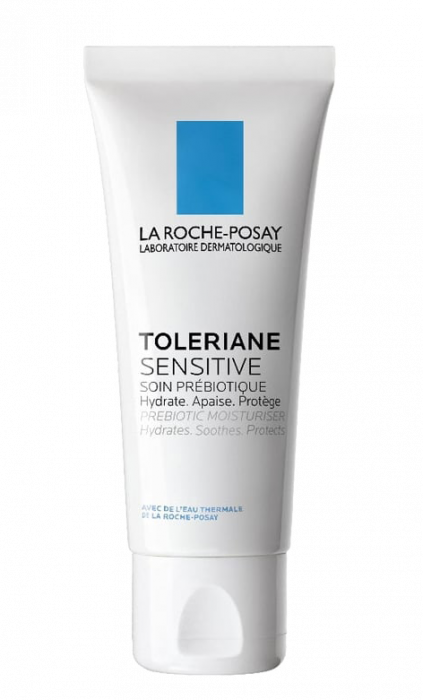 LA ROCHE-POSAY
LABORATOIRE DERMATOLOGIQUE
TOLERIANE
SENSITIVE
SOIN PRÉBIOTIQUE
Hydrate. Apaise. Protège
PREBIOTIC MOISTURISER
Hydrates. Soothes. Protects
AVEC DE L'EAU THERMALE
DE LA ROCHE-POSAY